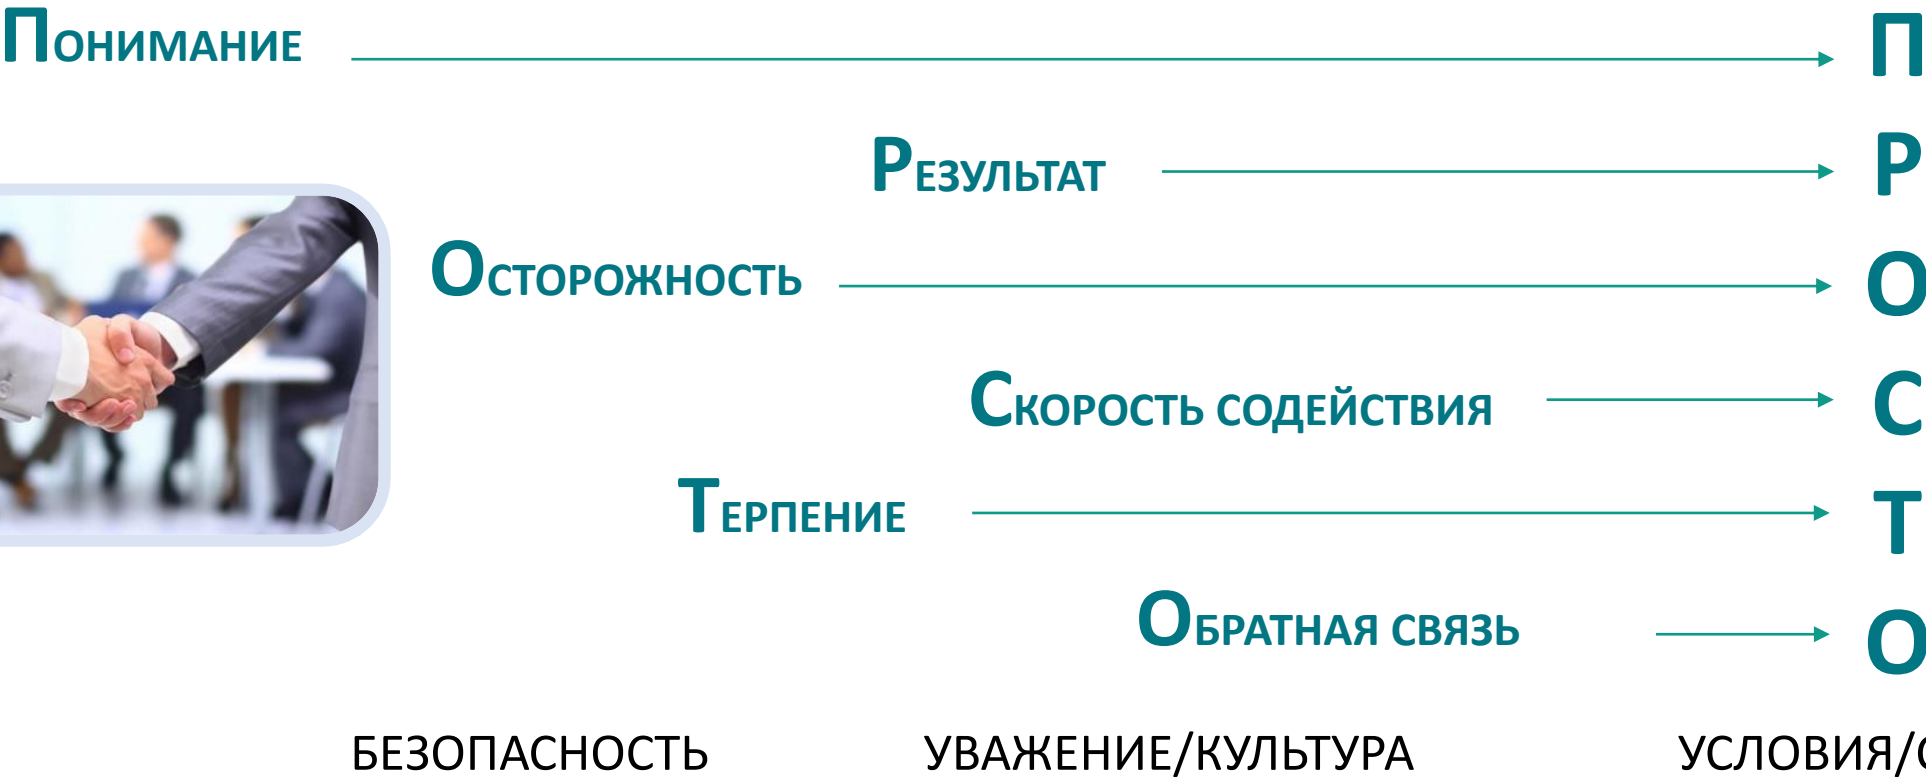 ПОНИМАНИЕ П
РЕЗУЛЬТАТ Р
ОСТОРОЖНОСТЬ О
СКОРОСТЬ СОДЕЙСТВИЯ С
ТЕРПЕНИЕ Т
ОБРАТНАЯ СВЯЗЬ О
БЕЗОПАСНОСТЬ УВАЖЕНИЕ/КУЛЬТУРА УСЛОВИЯ/